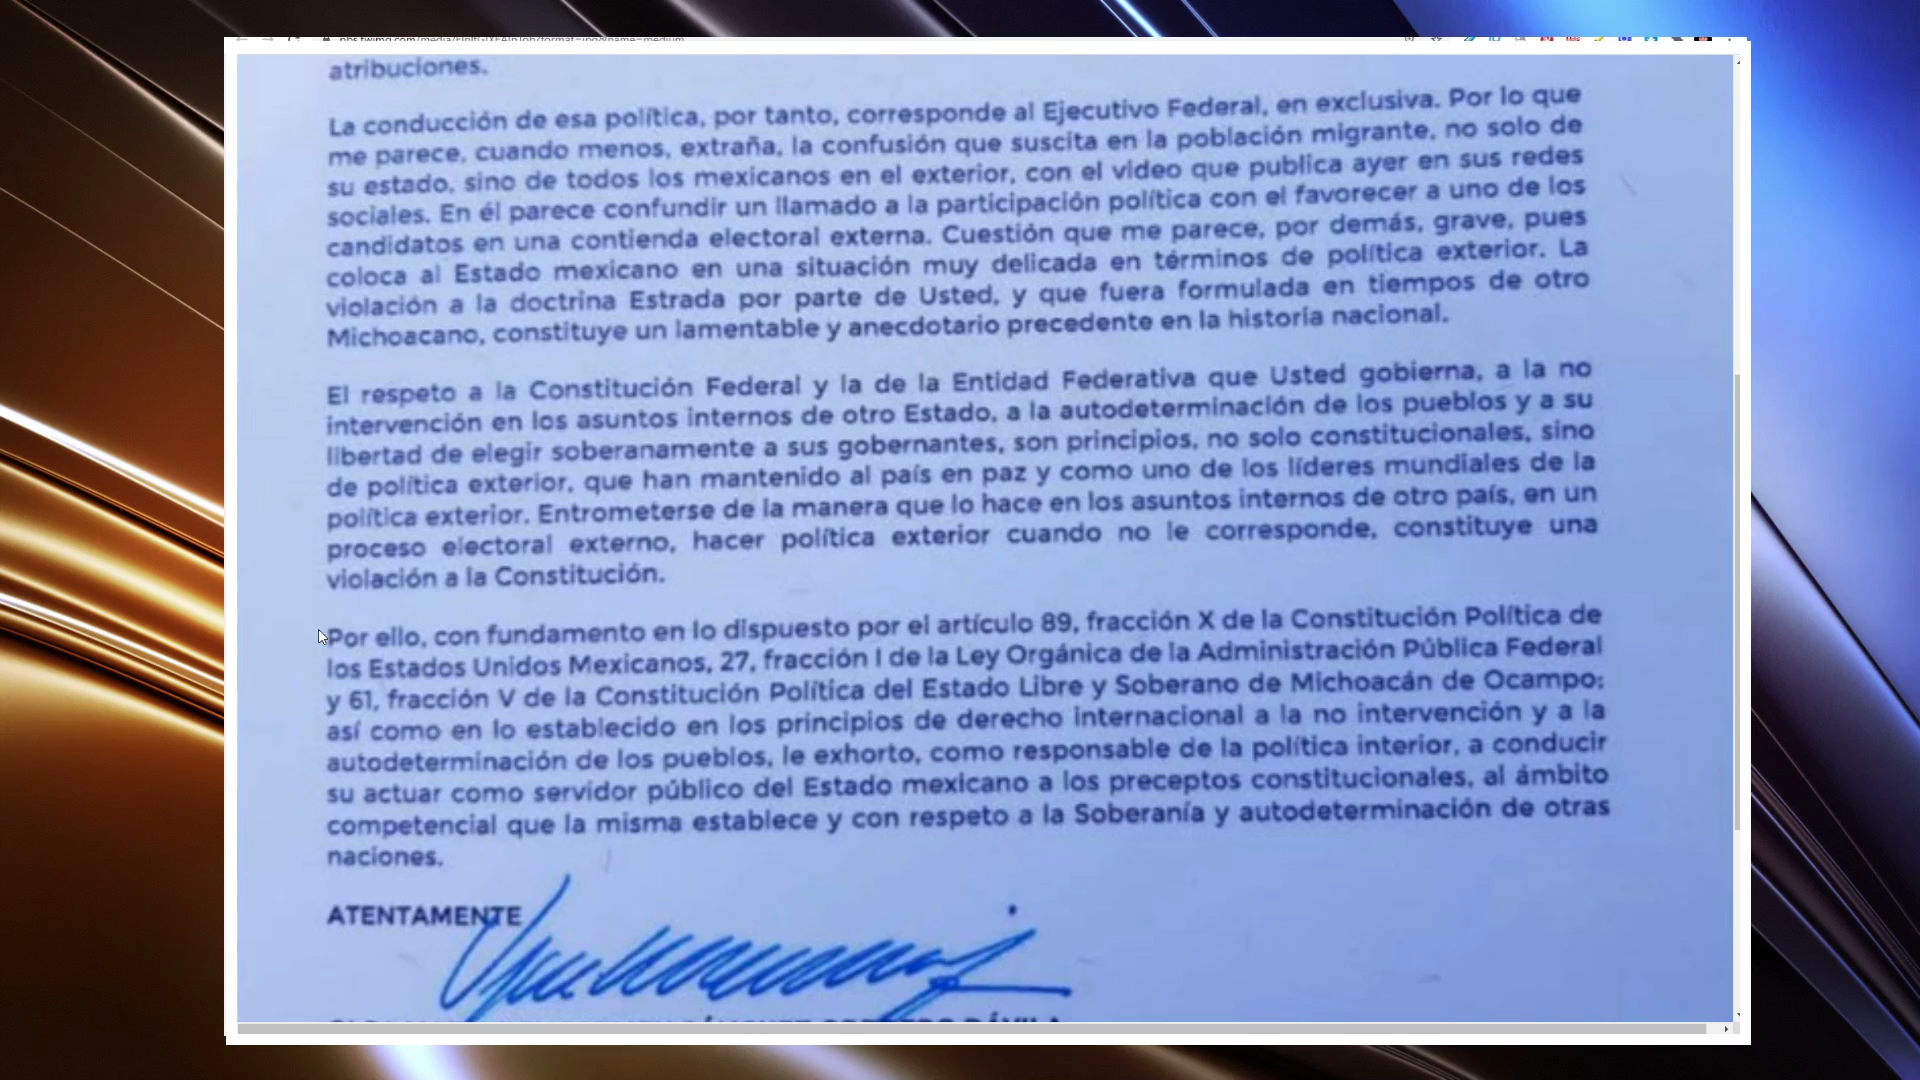 atribuciones.
La conducción de esa política, por tanto, corresponde al Ejecutivo Federal, en exclusiva. Por lo que
me parece, cuando menos, extraña, la confusión que suscita en la población migrante, no solo de
su estado, sino de todos los mexicanos en el exterior, con el video que publica ayer en sus redes
sociales. En él parece confundir un llamado a la participación política con el favorecer a uno de los
candidatos en una contienda electoral externa. Cuestión que me parece, por demás, grave, pues
coloca al Estado mexicano en una situación muy delicada en términos de política exterior. La
violación a la doctrina Estrada por parte de Usted, y que fuera formulada en tiempos de otro
Michoacano, constituye un lamentable y anecdotario precedente en la historia nacional.
El respeto a la Constitución Federal y la de la Entidad Federativa que Usted gobierna, a la no
intervención en los asuntos internos de otro Estado, a la autodeterminación de los pueblos y a su
libertad de elegir soberanamente a sus gobernantes, son principios, no solo constitucionales, sino
de política exterior, que han mantenido al país en paz y como uno de los líderes mundiales de la
política exterior. Entrometerse de la manera que lo hace en los asuntos internos de otro país, en un
proceso electoral externo, hacer política exterior cuando no le corresponde, constituye una
violación a la Constitución.
Por ello, con fundamento en lo dispuesto por el artículo 89, fracción X de la Constitución Política de
los Estados Unidos Mexicanos, 27, fracción I de la Ley Orgánica de la Administración Pública Federal
y 61, fracción V de la Constitución Política del Estado Libre y Soberano de Michoacán de Ocampo;
así como en lo establecido en los principios de derecho internacional a la no intervención y a la
autodeterminación de los pueblos, le exhorto, como responsable de la política interior, a conducir
su actuar como servidor público del Estado mexicano a los preceptos constitucionales, al ámbito
competencial que la misma establece y con respeto a la Soberanía y autodeterminación de otras
naciones.
ATENTAMENTE